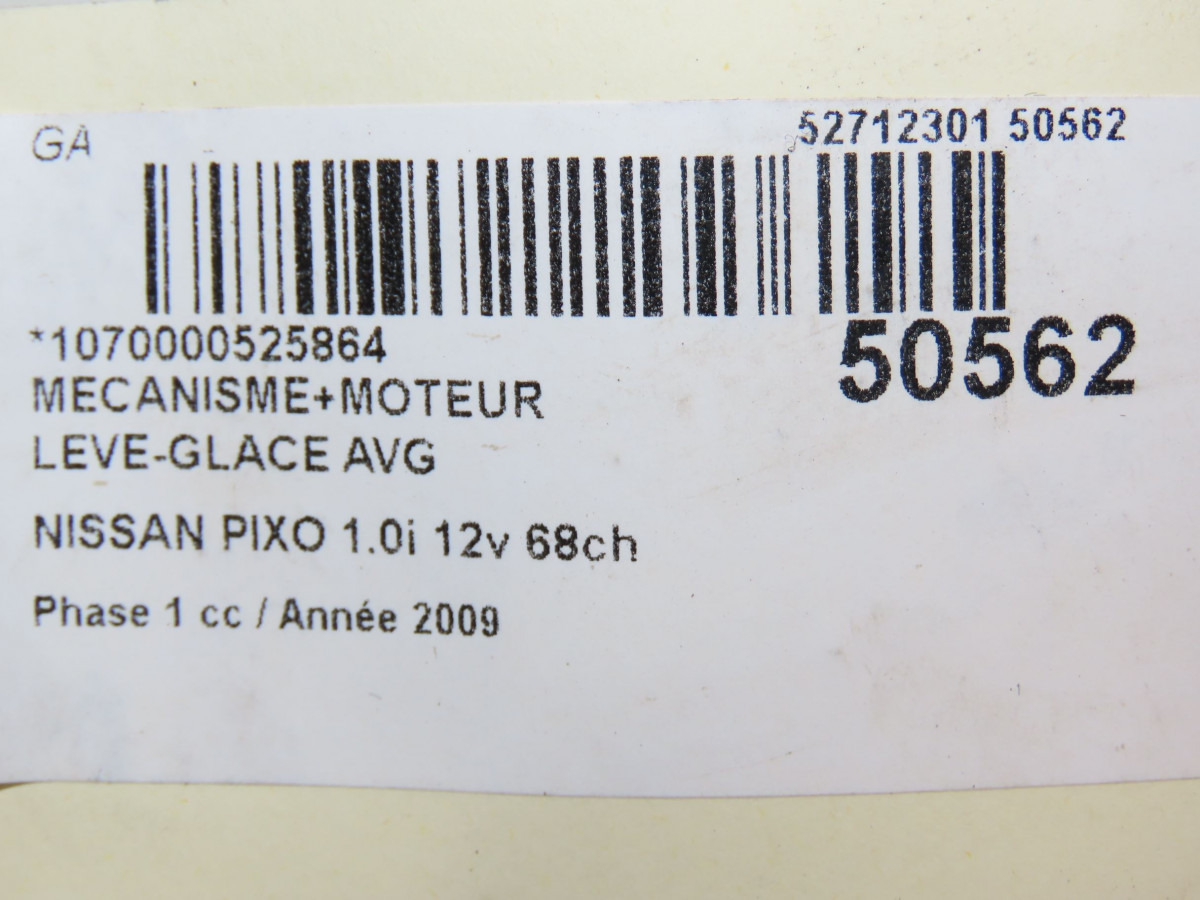 GA
52712301 50562
*1070000525864
50562
MECANISME+MOTEUR
LEVE-GLACE AVG
NISSAN PIXO 1.0i 12v 68ch
Phase 1 cc / Année 2009